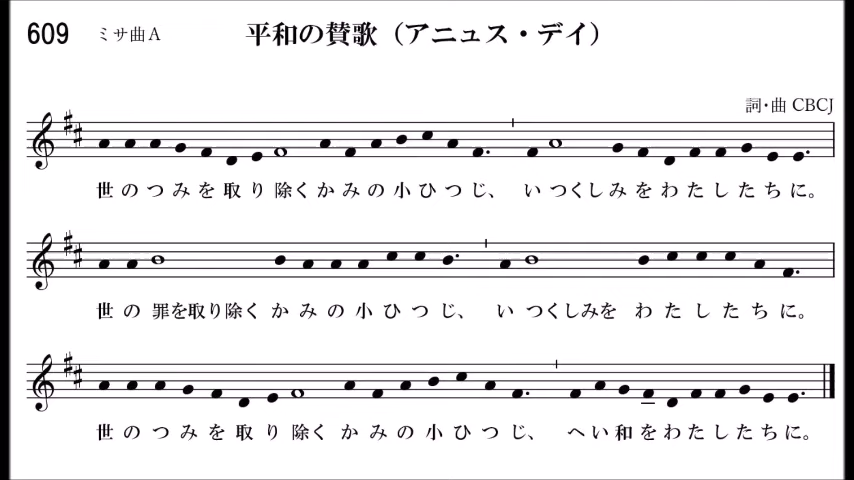 609 ミサ曲A 平和の賛歌（アニュス・デイ）
詞・曲 CBCJ
世のつみを取り除くかみの小ひつじ、いつくしみをわたしたちに。
世の罪を取り除くかみの小ひつじ、いつくしみをわたしたちに。
世のつみを取り除くかみの小ひつじ、へい和をわたしたちに。